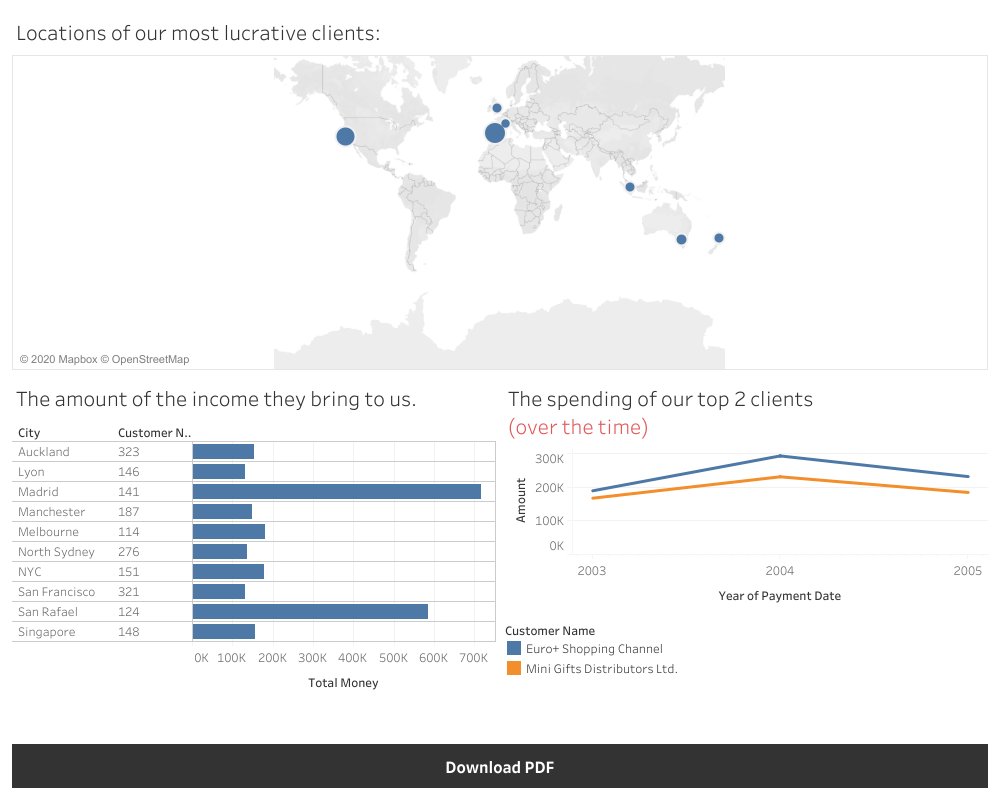 Locations of our most lucrative clients:
© 2020 Mapbox © OpenStreetMap
The amount of the income they bring to us.
City Customer N..
Auckland 323
Lyon 146
Madrid 141
Manchester 187
Melbourne 114
North Sydney 276
NYC 151
San Francisco 321
San Rafael 124
Singapore 148
0K 100K 200K 300K 400K 500K 600K 700K
Total Money
The spending of our top 2 clients
(over the time)
300K
200K
100K
0K
Amount
2003 2004 2005
Year of Payment Date
Customer Name
Euro+ Shopping Channel
Mini Gifts Distributors Ltd.
Download PDF